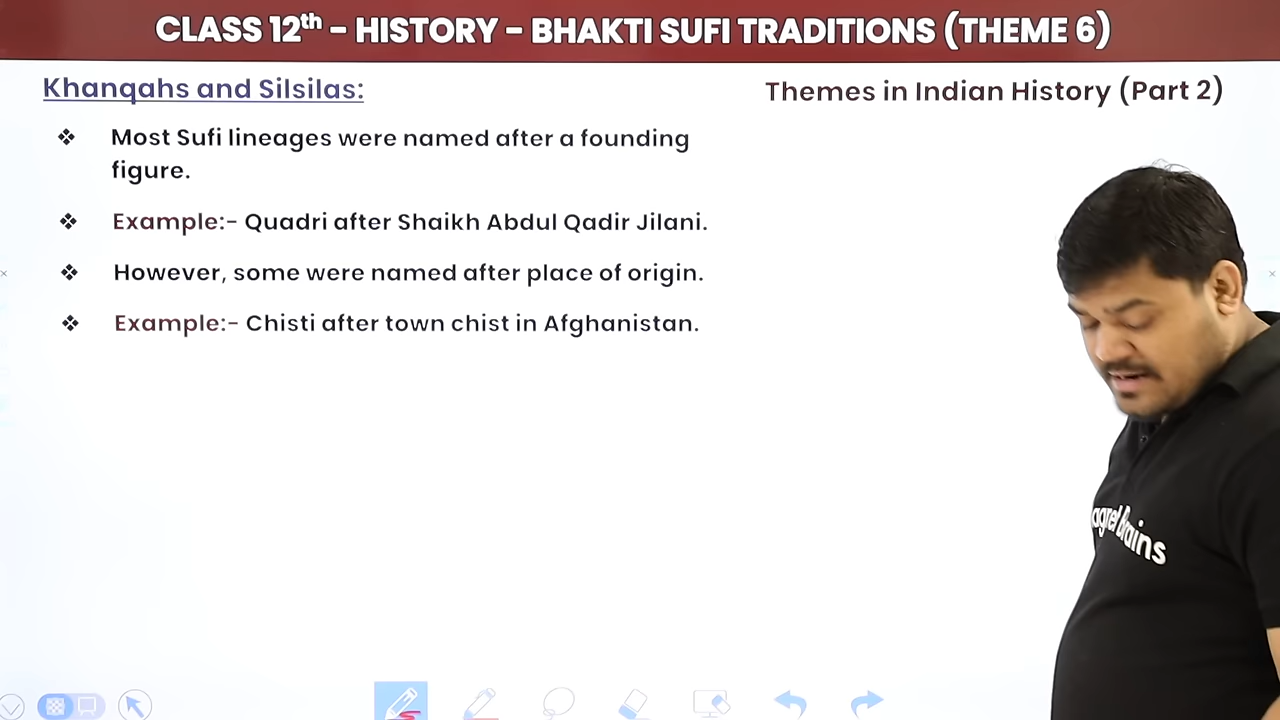 CLASS 12th - HISTORY - BHAKTI SUFI TRADITIONS (THEME 6)
Khanqahs and Silsilas:
Themes in Indian History (Part 2)
❖ Most Sufi lineages were named after a founding
figure.
❖ Example:- Quadri after Shaikh Abdul Qadir Jilani.
❖ However, some were named after place of origin.
❖ Example:- Chisti after town chist in Afghanistan.
agnet Brains